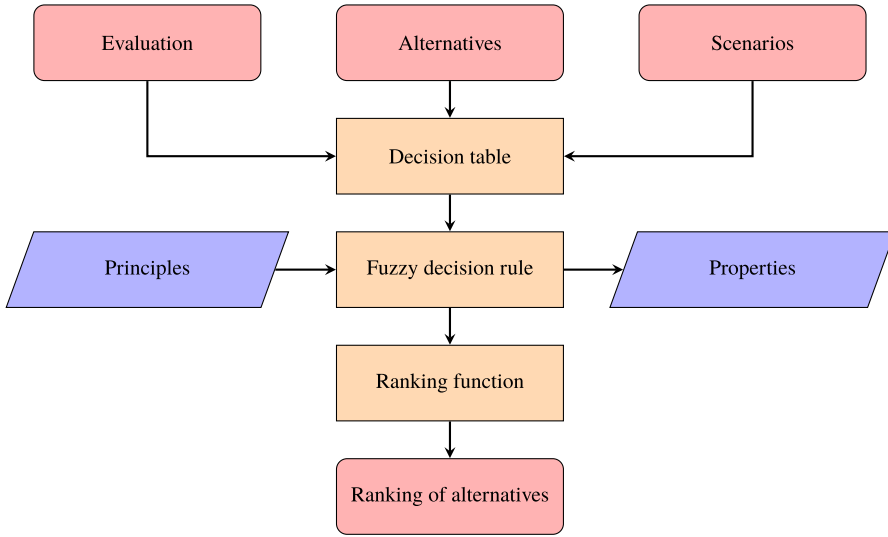 Evaluation
Alternatives
Scenarios
Decision table
Principles
Fuzzy decision rule
Properties
Ranking function
Ranking of alternatives